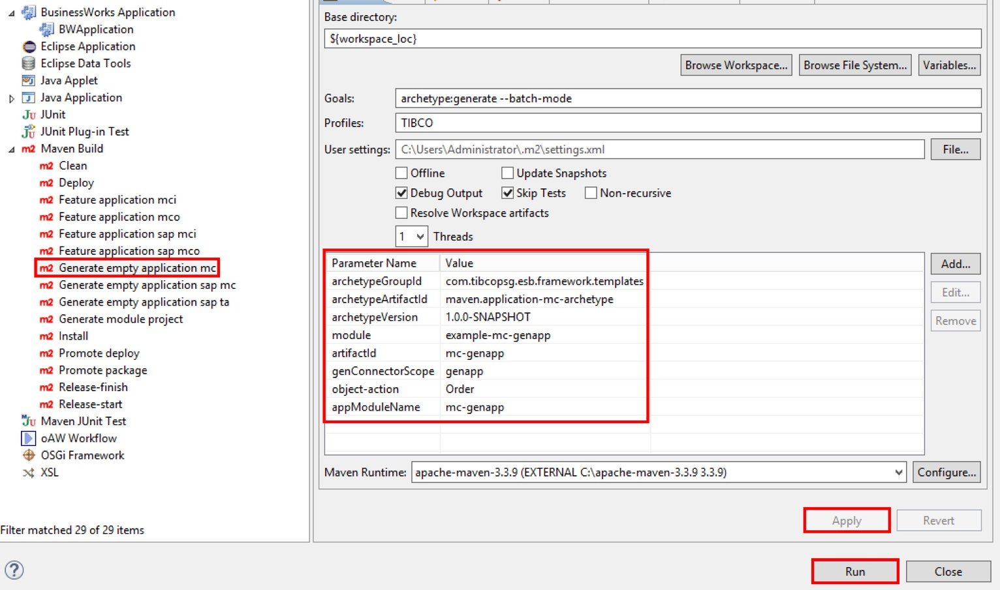 BusinessWorks Application
BWApplication
Eclipse Application
Eclipse Data Tools
Java Applet
Java Application
JUnit
JUnit Plug-in Test
Maven Build
m2 Clean
m2 Deploy
m2 Feature application mci
m2 Feature application mco
m2 Feature application sap mci
m2 Feature application sap mco
m2 Generate empty application mc
m2 Generate empty application sap mc
m2 Generate empty application sap ta
m2 Generate module project
m2 Install
m2 Promote deploy
m2 Promote package
m2 Release-finish
m2 Release-start
Maven JUnit Test
oAW Workflow
OSGi Framework
XSL
Filter matched 29 of 29 items
Base directory:
${workspace_loc}
Browse Workspace... Browse File System... Variables...
Goals: archetype:generate --batch-mode
Profiles: TIBCO
User settings: C:\Users\Administrator\.m2\settings.xml File...
Offline Update Snapshots
Debug Output Skip Tests Non-recursive
Resolve Workspace artifacts
1 Threads
Parameter Name Value Add...
archetypeGroupId com.tibcopsg.esb.framework.templates
archetypeArtifactId maven.application-mc-archetype Edit...
archetypeVersion 1.0.0-SNAPSHOT Remove
module example-mc-genapp
artifactId mc-genapp
genConnectorScope genapp
object-action Order
appModuleName mc-genapp
Maven Runtime: apache-maven-3.3.9 (EXTERNAL C:\apache-maven-3.3.9 3.3.9) Configure...
Apply Revert
? Run Close